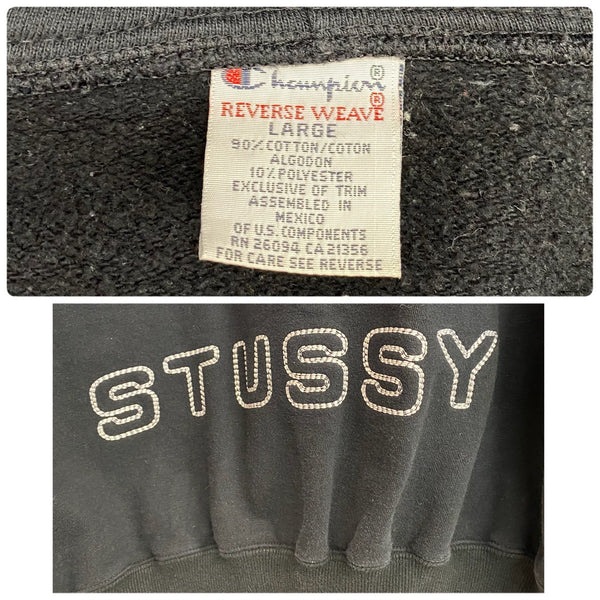 Champion®
REVERSE WEAVE®
LARGE
90% COTTON/COTON
ALGODON
10% POLYESTER
EXCLUSIVE OF TRIM
ASSEMBLED IN
MEXICO
OF U.S. COMPONENTS
RN 26094 CA 21356
FOR CARE SEE REVERSE
STUSSY